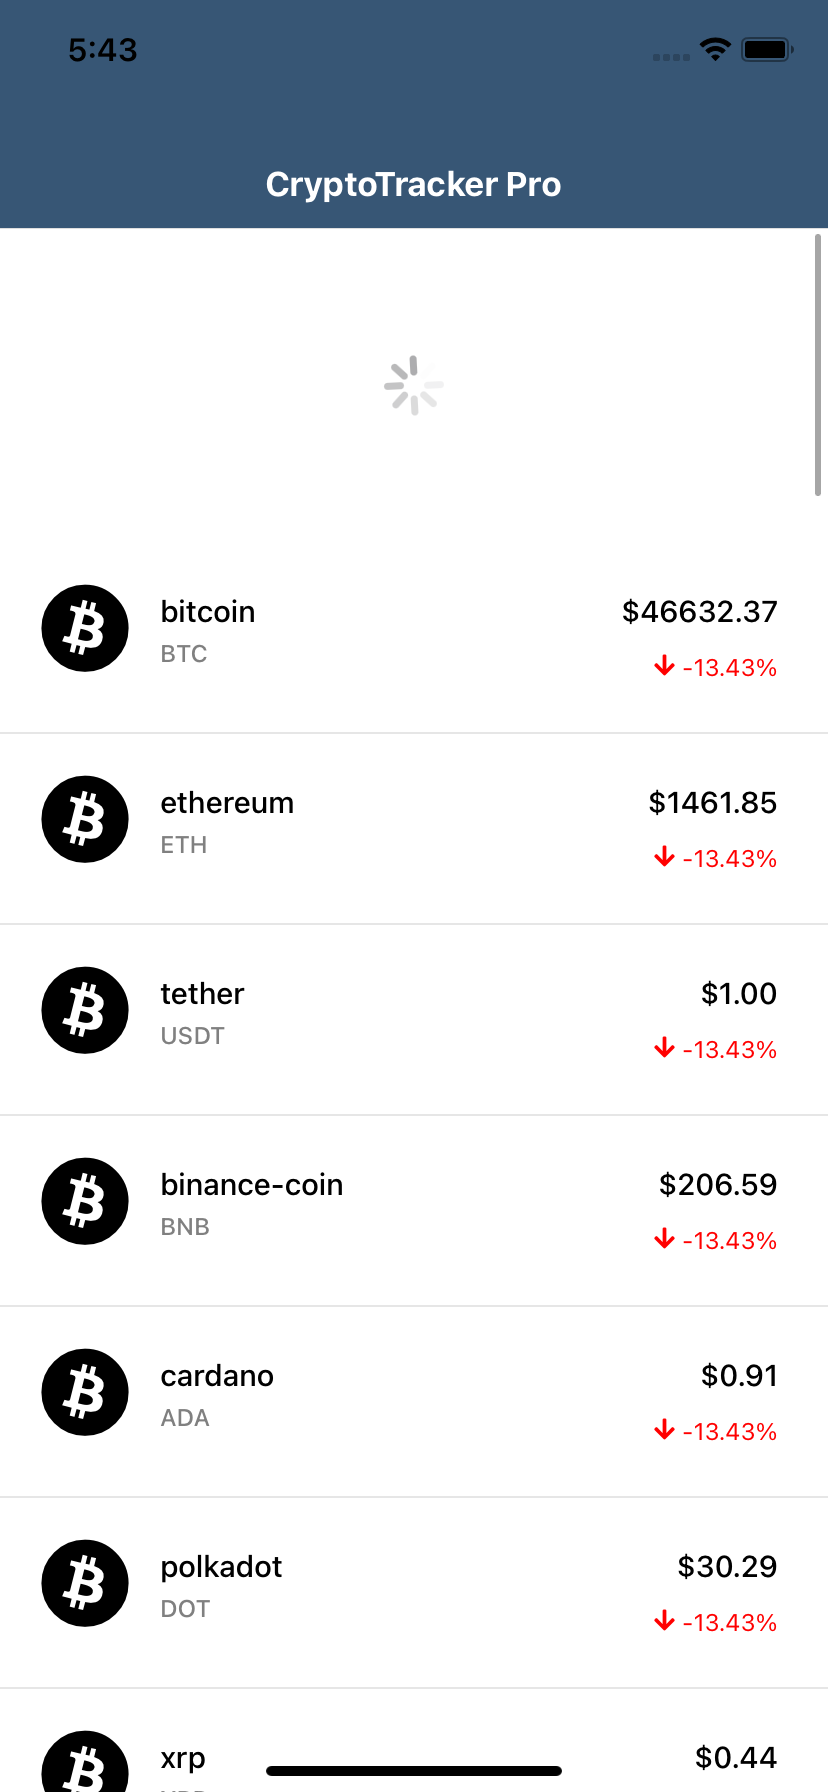 5:43
CryptoTracker Pro
bitcoin $46632.37
BTC -13.43%
ethereum $1461.85
ETH -13.43%
tether $1.00
USDT -13.43%
binance-coin $206.59
BNB -13.43%
cardano $0.91
ADA -13.43%
polkadot $30.29
DOT -13.43%
xrp $0.44